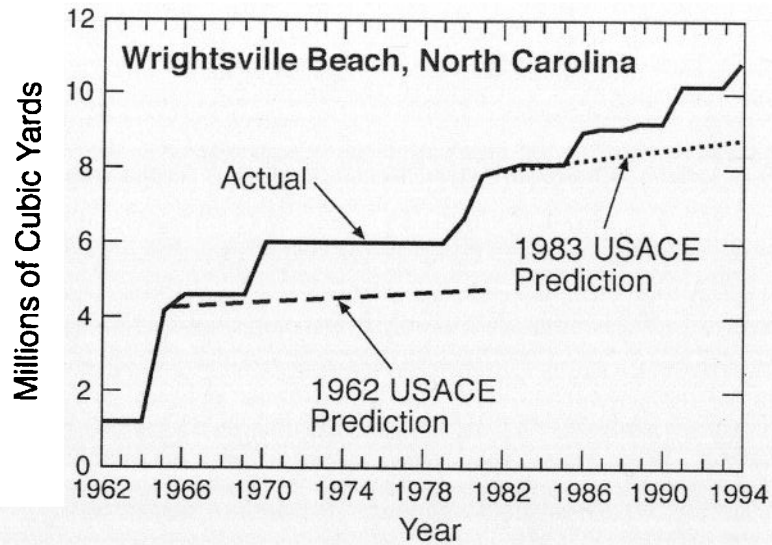 Wrightsville Beach, North Carolina
Millions of Cubic Yards
12
10
8
6
4
2
0
Actual
1983 USACE
Prediction
1962 USACE
Prediction
1962 1966 1970 1974 1978 1982 1986 1990 1994
Year